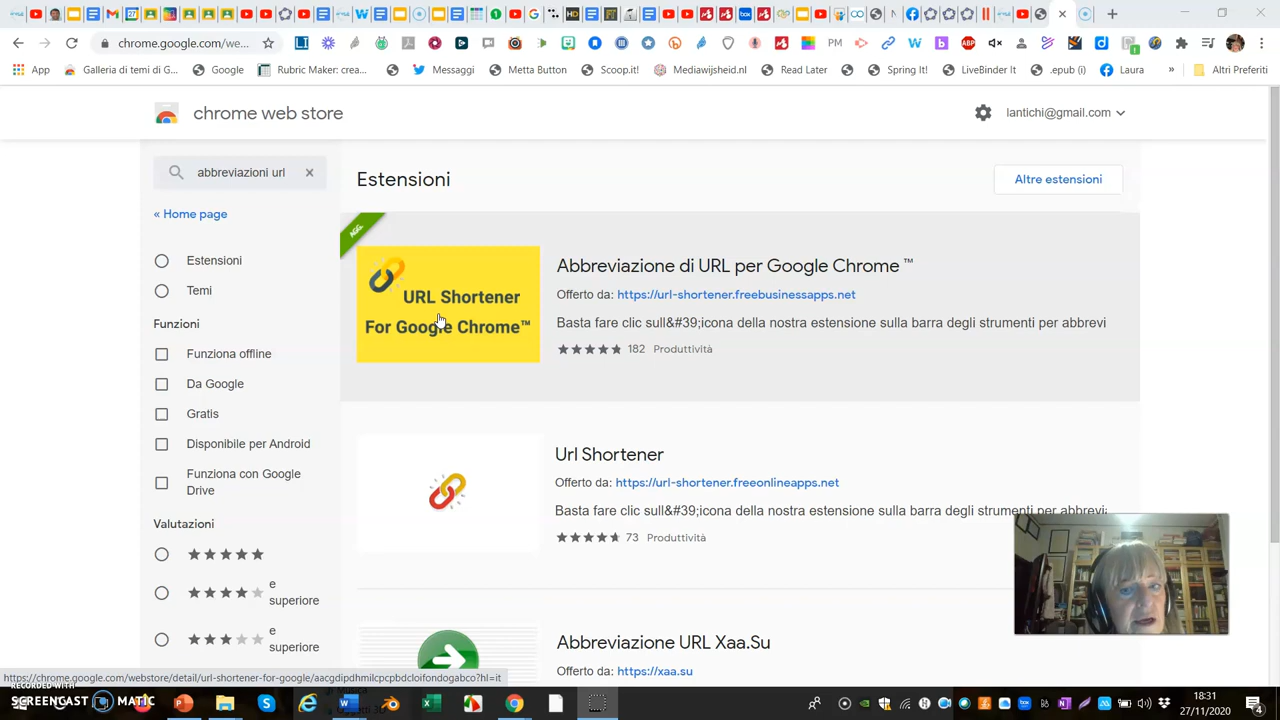 chrome.google.com/we...
PM
ABP
App
Galleria di temi di G...
Google
Rubric Maker: crea...
Messaggi
Metta Button
Scoop.it!
Mediawijsheid.nl
Read Later
Spring It!
LiveBinder It
.epub (i)
Laura
»
Altri Preferiti
chrome web store
lantichi@gmail.com
abbreviazioni url
« Home page
Estensioni
Temi
Funzioni
Funziona offline
Da Google
Gratis
Disponibile per Android
Funziona con Google
Drive
Valutazioni
e
superiore
e
superiore
Estensioni
Altre estensioni
AGG.
URL Shortener
For Google Chrome™
Abbreviazione di URL per Google Chrome ™
Offerto da: https://url-shortener.freebusinessapps.net
Basta fare clic sull&#39;icona della nostra estensione sulla barra degli strumenti per abbrevi
182 Produttività
Url Shortener
Offerto da: https://url-shortener.freeonlineapps.net
Basta fare clic sull&#39;icona della nostra estensione sulla barra degli strumenti per abbrevi
73 Produttività
Abbreviazione URL Xaa.Su
Offerto da: https://xaa.su
https://chrome.google.com/webstore/detail/url-shortener-for-google/aacgdipdhmilcpcpbdcloifondogabco?hl=it
RECORDED WITH
SCREENCAST MATIC
18:31
27/11/2020